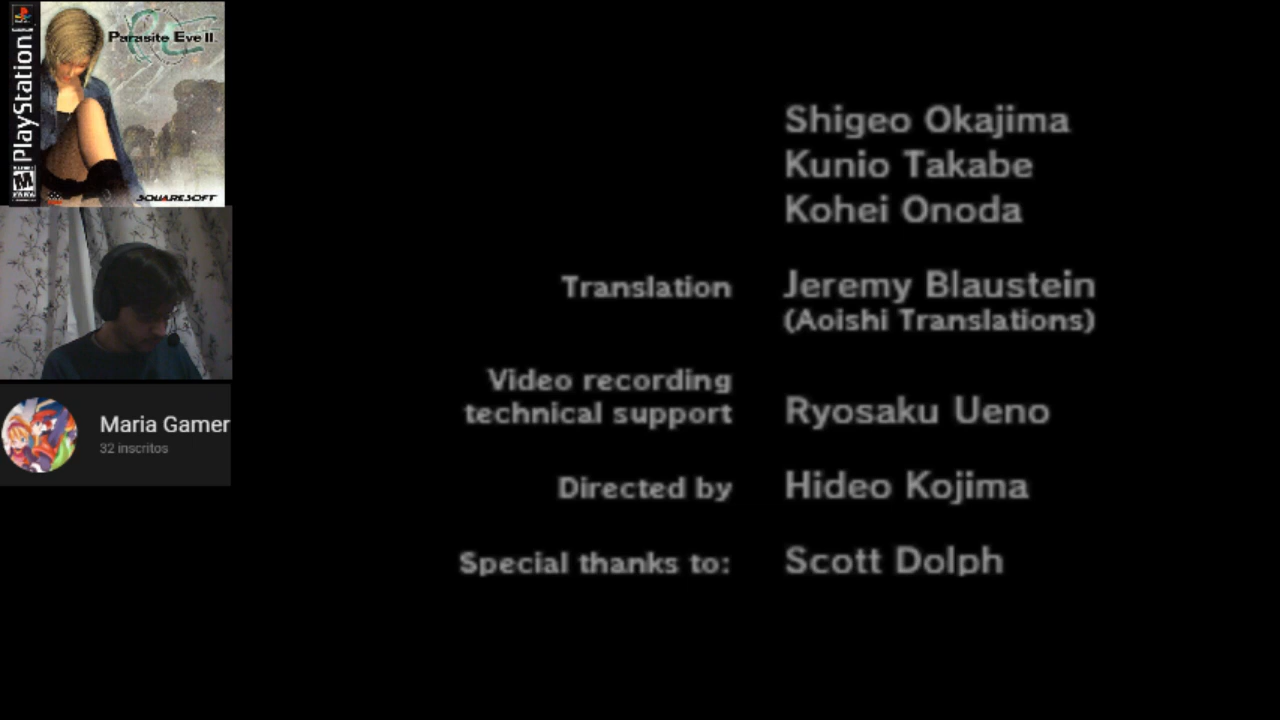 PlayStation
Parasite Eve II
M
SQUARESOFT
Maria Gamer
32 inscritos
Shigeo Okajima
Kunio Takabe
Kohei Onoda
Translation Jeremy Blaustein
(Aoishi Translations)
Video recording
technical support Ryosaku Ueno
Directed by Hideo Kojima
Special thanks to: Scott Dolph